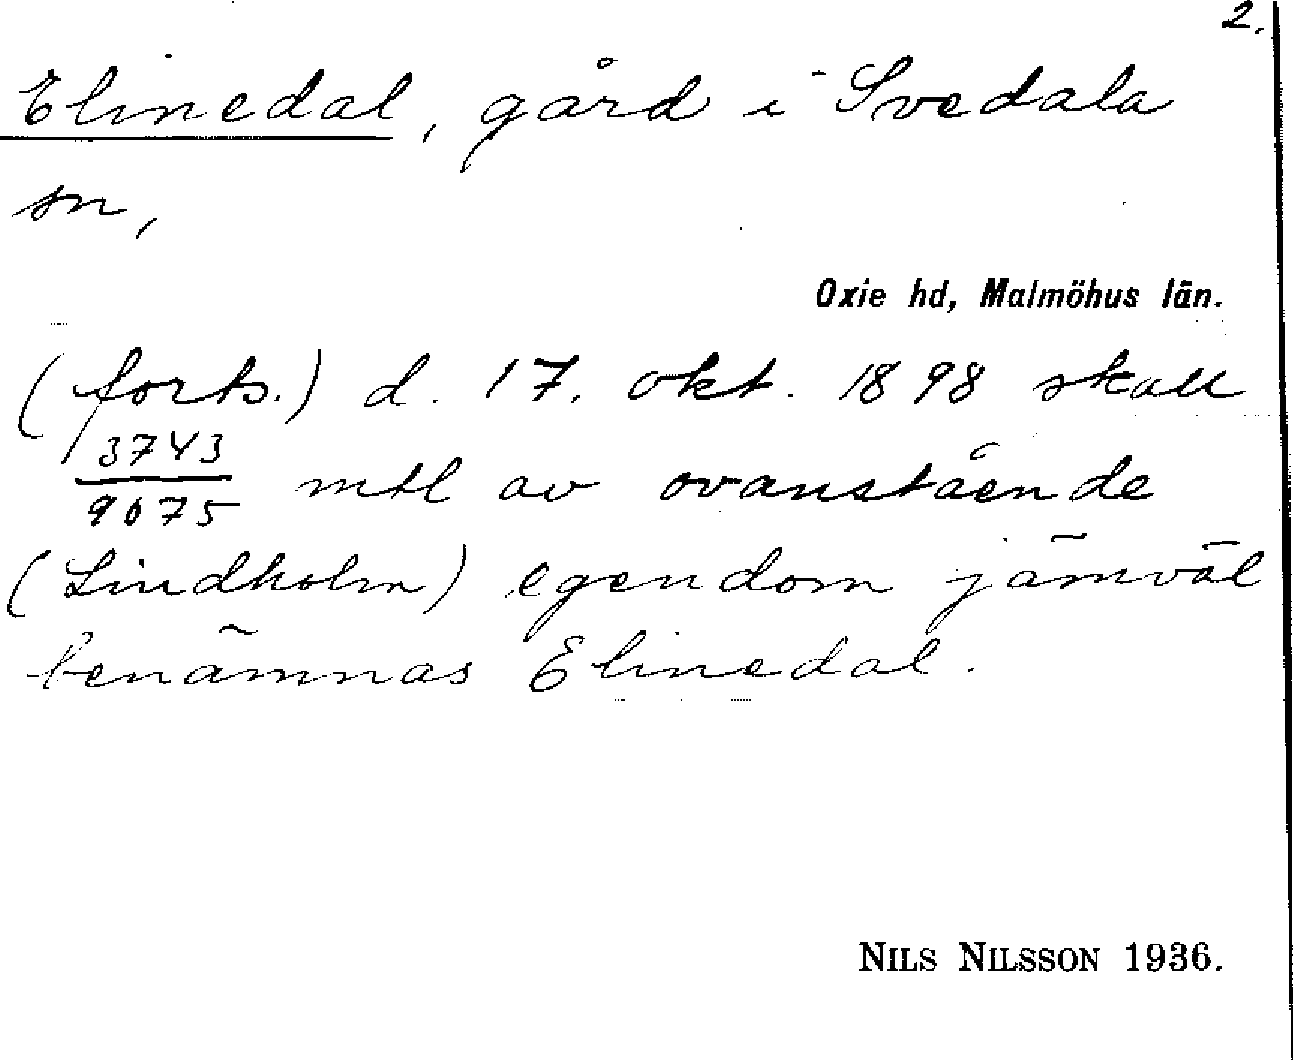 2.
Elinedal, gård i Svedala
sn,
Oxie hd, Malmöhus län.
(forts.) d. 17. okt. 1898 skall
3743/9675 mtl av ovanstående
(Lindholm) egendom jämväl
benämnas Elinedal.
NILS NILSSON 1936.